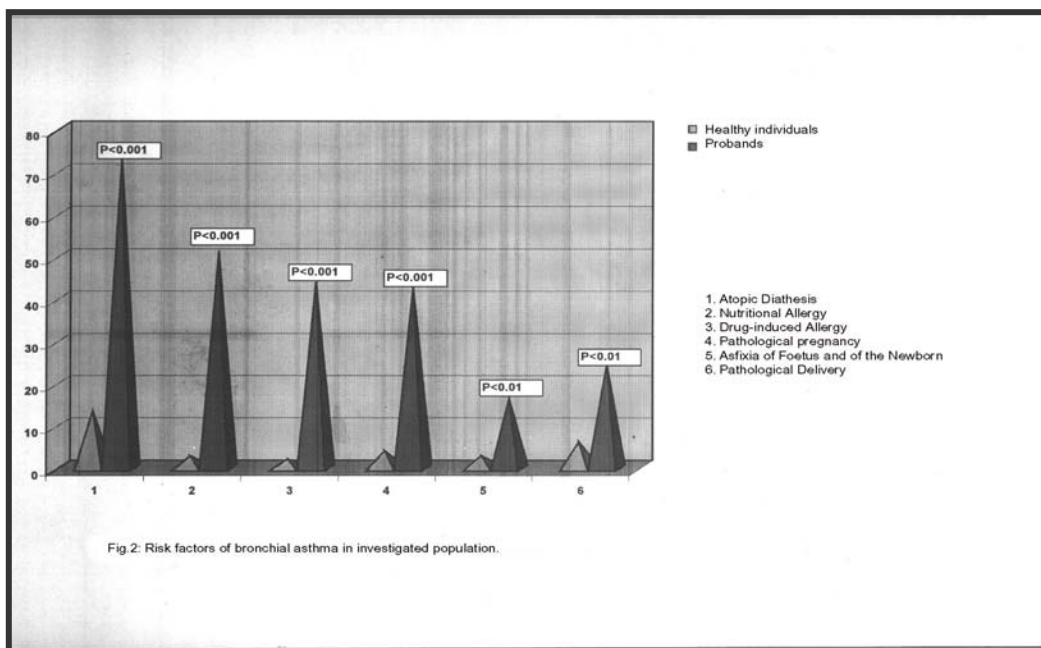 80
70
60
50
40
30
20
10
0
P<0.001
P<0.001
P<0.001
P<0.001
P<0.01
P<0.01
1 2 3 4 5 6
Healthy individuals
Probands
1. Atopic Diathesis
2. Nutritional Allergy
3. Drug-induced Allergy
4. Pathological pregnancy
5. Asfixia of Foetus and of the Newborn
6. Pathological Delivery
Fig.2: Risk factors of bronchial asthma in investigated population.